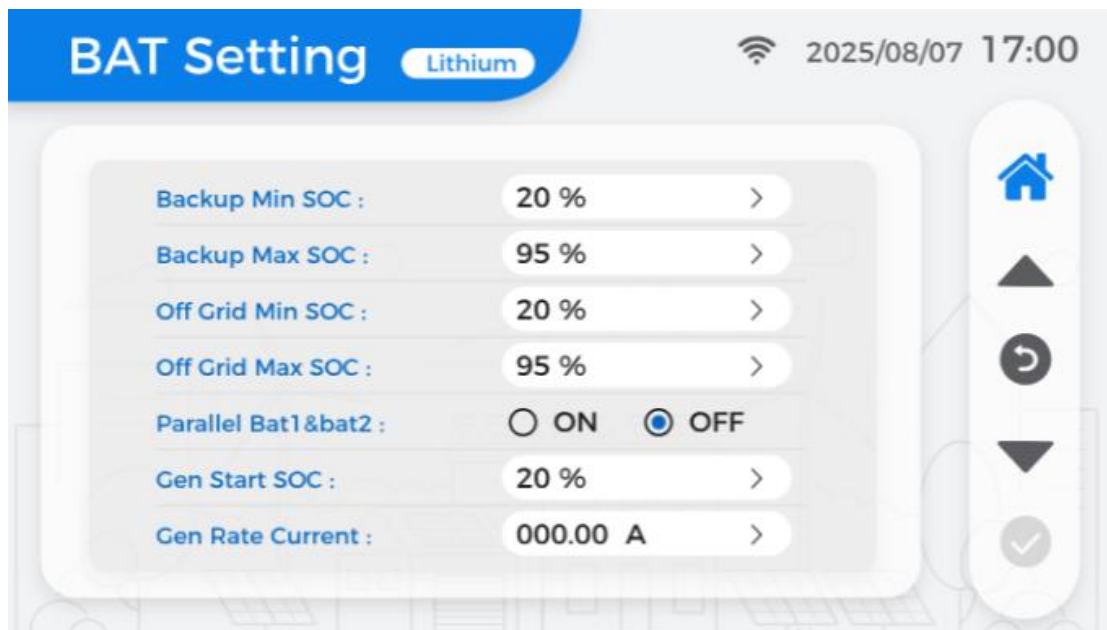 BAT Setting Lithium 2025/08/07 17:00
Backup Min SOC : 20 %
Backup Max SOC : 95 %
Off Grid Min SOC : 20 %
Off Grid Max SOC : 95 %
Parallel Bat1&bat2 : ON OFF
Gen Start SOC : 20 %
Gen Rate Current : 000.00 A